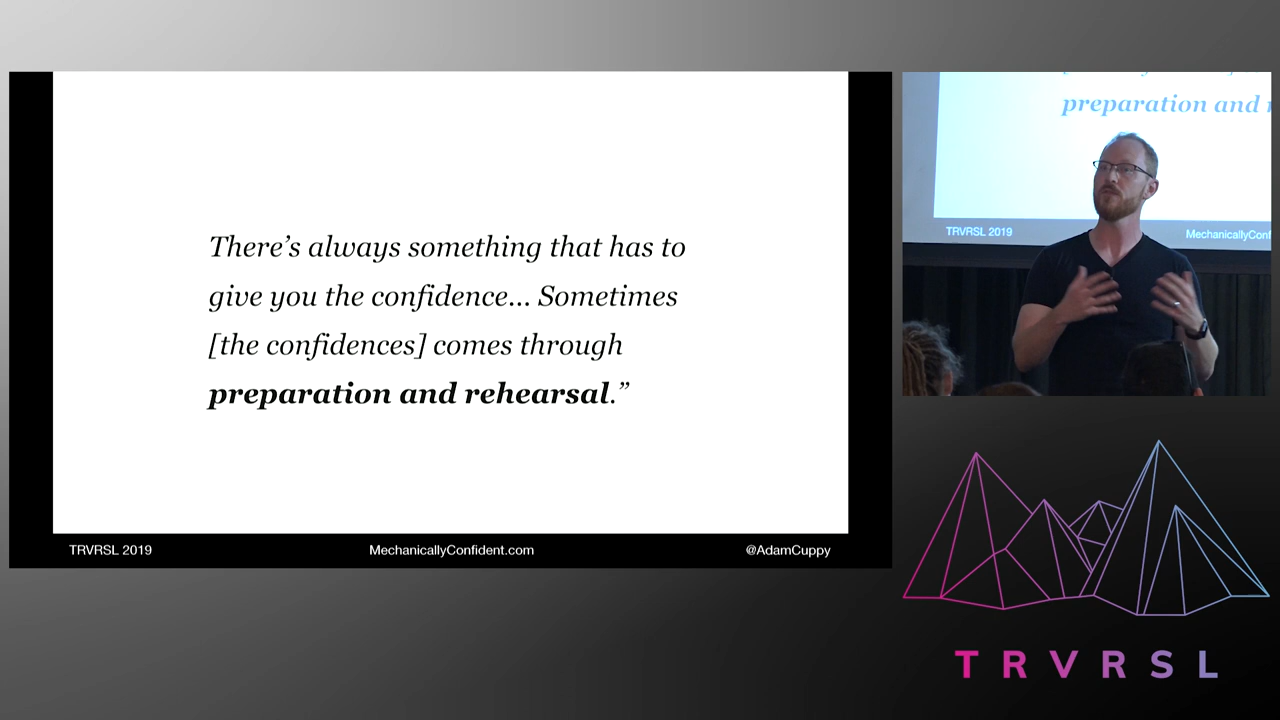 There’s always something that has to
give you the confidence... Sometimes
[the confidences] comes through
preparation and rehearsal.”
TRVRSL 2019 MechanicallyConfident.com @AdamCuppy
preparation and
TRVRSL 2019 MechanicallyConf
TRVRSL